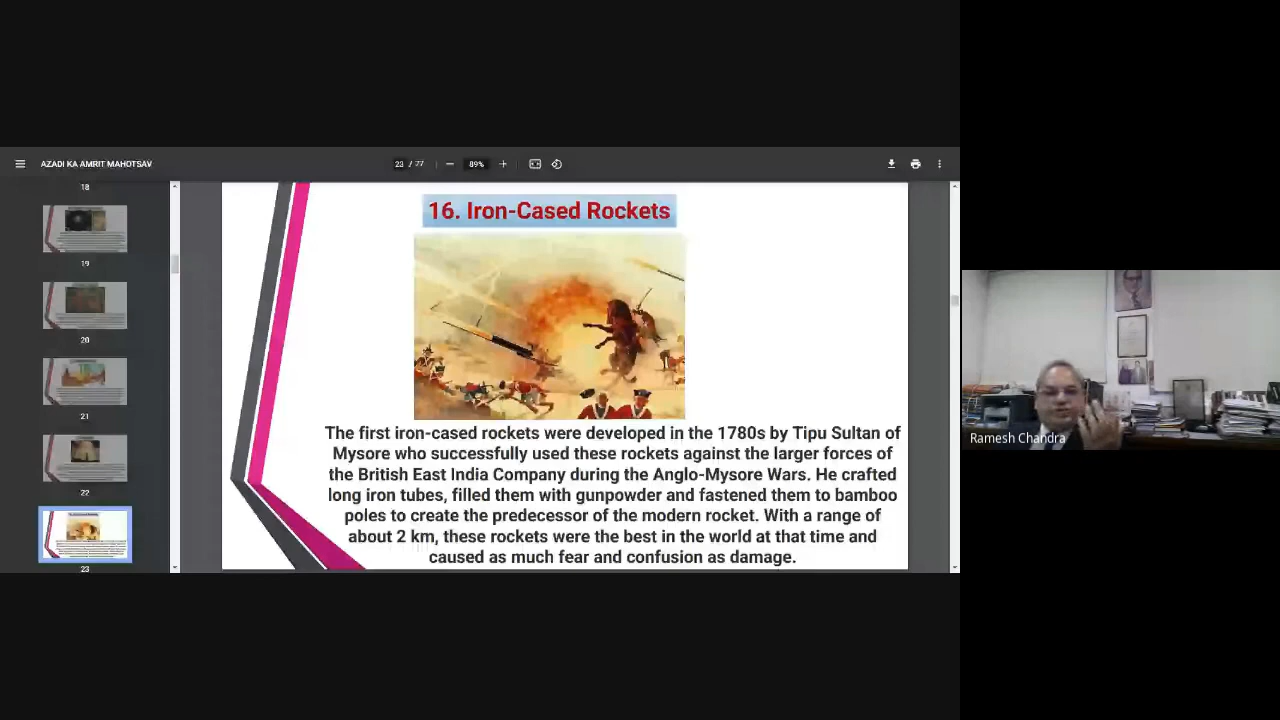 AZADI KA AMRIT MAHOTSAV
23 / 77
89%
18
19
20
21
22
23
16. Iron-Cased Rockets
The first iron-cased rockets were developed in the 1780s by Tipu Sultan of
Mysore who successfully used these rockets against the larger forces of
the British East India Company during the Anglo-Mysore Wars. He crafted
long iron tubes, filled them with gunpowder and fastened them to bamboo
poles to create the predecessor of the modern rocket. With a range of
about 2 km, these rockets were the best in the world at that time and
caused as much fear and confusion as damage.
Ramesh Chandra